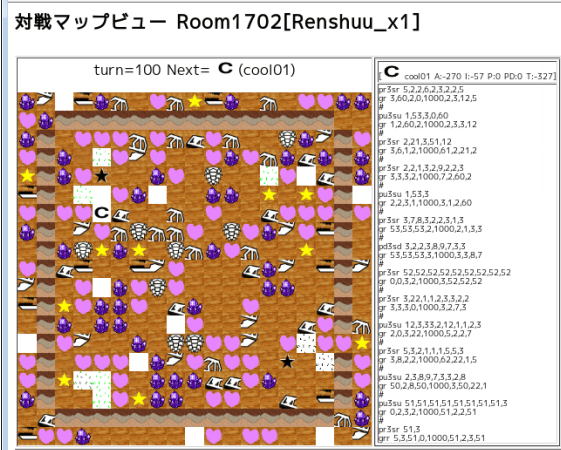 対戦マップビュー Room1702[Renshuu_x1]
turn=100 Next= C (cool01)
C
[ C cool01 A:-270 I:-57 P:0 PD:0 T:-327]
pr3sr 5,2,2,6,2,3,2,2,5
gr 3,60,2,0,1000,2,3,12,5
#
pu3su 1,53,3,0,60
gr 1,2,60,2,1000,2,3,3,12
#
pr3sr 2,21,3,51,12
gr 3,6,1,2,1000,61,2,21,2
#
pr3sr 2,2,1,3,2,9,2,2,3
gr 3,3,3,2,1000,7,2,60,2
#
pu3su 1,53,3
gr 2,2,3,1,1000,3,1,2,60
#
pr3sr 3,7,8,3,2,2,3,1,3
gr 53,53,53,2,1000,2,1,3,3
#
pd3sd 3,2,2,3,8,9,7,3,3
gr 53,53,53,3,1000,3,3,8,7
#
pr3sr 52,52,52,52,52,52,52,52,52
gr 0,0,3,2,1000,3,52,52,52
#
pr3sr 3,22,1,1,2,3,3,2,2
gr 3,3,3,0,1000,3,2,7,3
#
pu3su 12,3,33,2,12,1,1,2,3
gr 2,0,3,22,1000,5,2,2,7
#
pr3sr 5,3,2,1,1,1,5,5,3
gr 3,8,2,2,1000,62,22,1,5
#
pu3su 2,3,8,9,7,3,3,2,8
gr 50,2,8,50,1000,3,50,22,1
#
pu3su 51,51,51,51,51,51,51,51,3
gr 0,2,3,2,1000,51,2,2,51
#
pr3sr 51,3
grr 5,3,51,0,1000,51,2,3,51